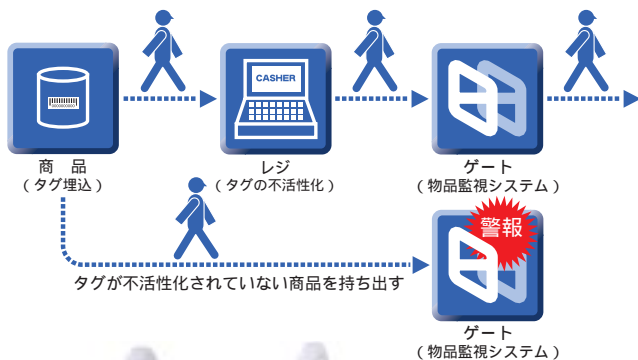 CASHER
商　品
（タグ埋込）
レジ
（タグの不活性化）
ゲート
（物品監視システム）
警報
タグが不活性化されていない商品を持ち出す
ゲート
（物品監視システム）